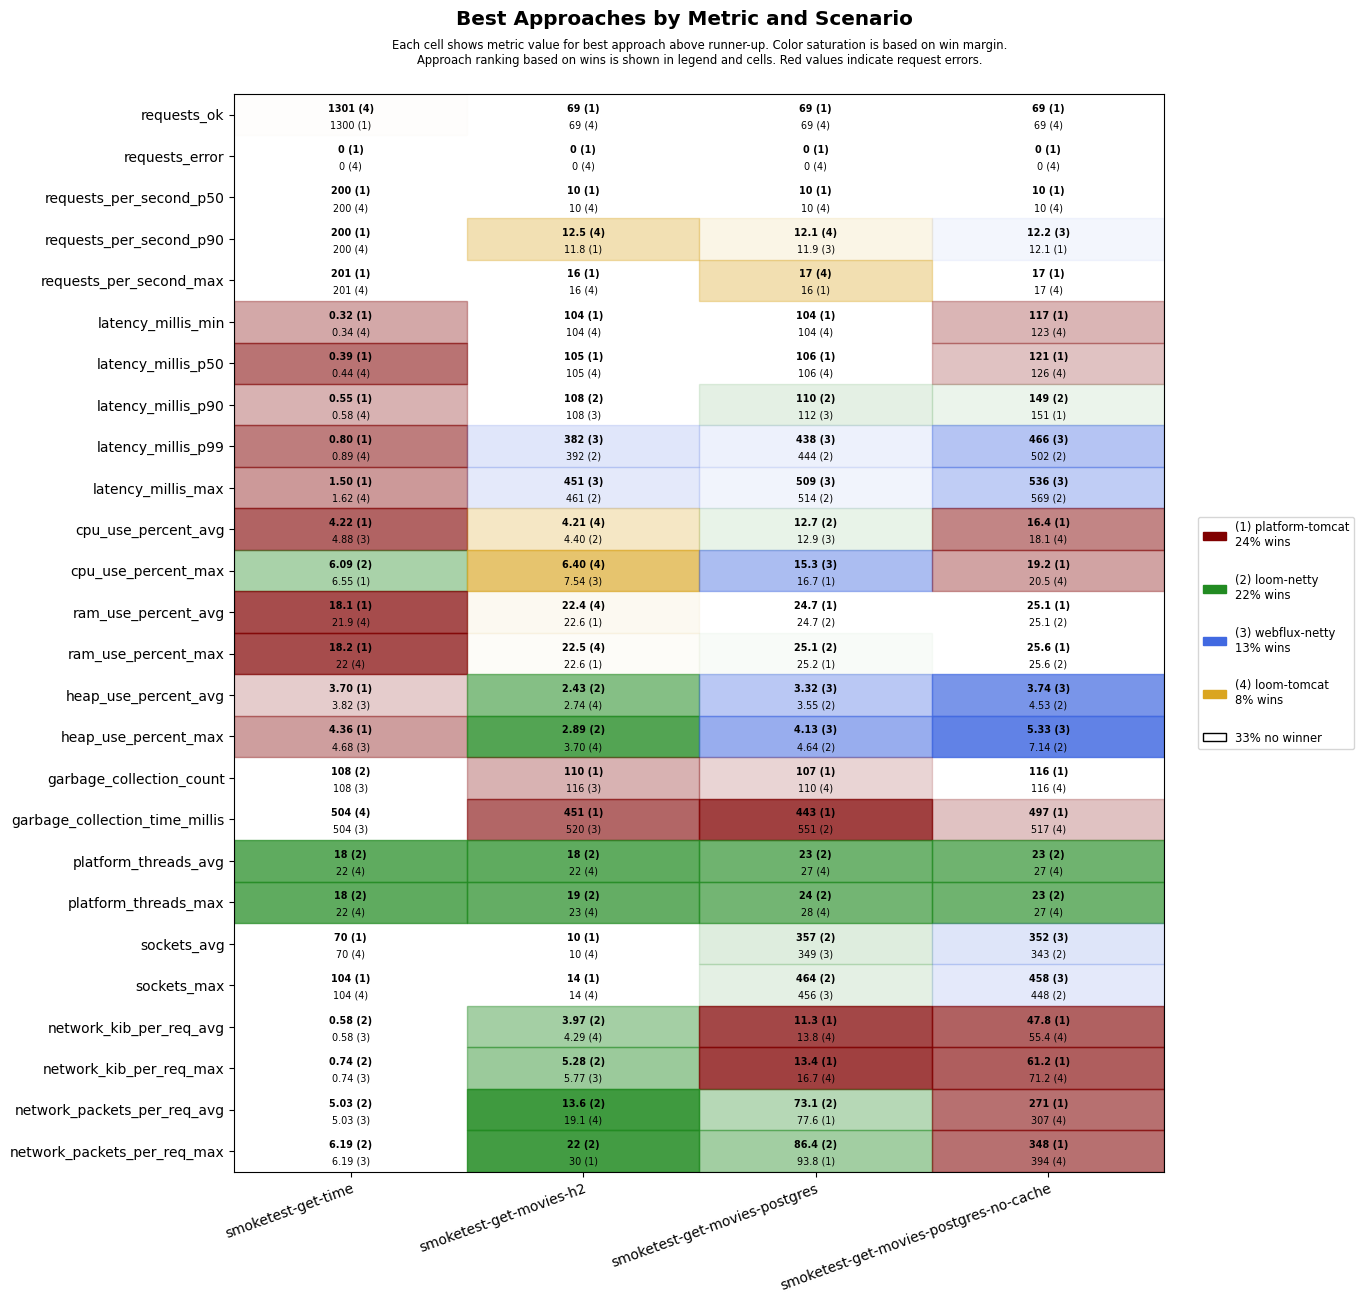 Best Approaches by Metric and Scenario
Each cell shows metric value for best approach above runner-up. Color saturation is based on win margin.
Approach ranking based on wins is shown in legend and cells. Red values indicate request errors.
requests_ok
1301 (4) 69 (1) 69 (1) 69 (1)
1300 (1) 69 (4) 69 (4) 69 (4)
requests_error
0 (1) 0 (1) 0 (1) 0 (1)
0 (4) 0 (4) 0 (4) 0 (4)
requests_per_second_p50
200 (1) 10 (1) 10 (1) 10 (1)
200 (4) 10 (4) 10 (4) 10 (4)
requests_per_second_p90
200 (1) 12.5 (4) 12.1 (4) 12.2 (3)
200 (4) 11.8 (1) 11.9 (3) 12.1 (1)
requests_per_second_max
201 (1) 16 (1) 17 (4) 17 (1)
201 (4) 16 (4) 16 (1) 17 (4)
latency_millis_min
0.32 (1) 104 (1) 104 (1) 117 (1)
0.34 (4) 104 (4) 104 (4) 123 (4)
latency_millis_p50
0.39 (1) 105 (1) 106 (1) 121 (1)
0.44 (4) 105 (4) 106 (4) 126 (4)
latency_millis_p90
0.55 (1) 108 (2) 110 (2) 149 (2)
0.58 (4) 108 (3) 112 (3) 151 (1)
latency_millis_p99
0.80 (1) 382 (3) 438 (3) 466 (3)
0.89 (4) 392 (2) 444 (2) 502 (2)
latency_millis_max
1.50 (1) 451 (3) 509 (3) 536 (3)
1.62 (4) 461 (2) 514 (2) 569 (2)
cpu_use_percent_avg
4.22 (1) 4.21 (4) 12.7 (2) 16.4 (1)
4.88 (3) 4.40 (2) 12.9 (3) 18.1 (4)
cpu_use_percent_max
6.09 (2) 6.40 (4) 15.3 (3) 19.2 (1)
6.55 (1) 7.54 (3) 16.7 (1) 20.5 (4)
ram_use_percent_avg
18.1 (1) 22.4 (4) 24.7 (1) 25.1 (1)
21.9 (4) 22.6 (1) 24.7 (2) 25.1 (2)
ram_use_percent_max
18.2 (1) 22.5 (4) 25.1 (2) 25.6 (1)
22 (4) 22.6 (1) 25.2 (1) 25.6 (2)
heap_use_percent_avg
3.70 (1) 2.43 (2) 3.32 (3) 3.74 (3)
3.82 (3) 2.74 (4) 3.55 (2) 4.53 (2)
heap_use_percent_max
4.36 (1) 2.89 (2) 4.13 (3) 5.33 (3)
4.68 (3) 3.70 (4) 4.64 (2) 7.14 (2)
garbage_collection_count
108 (2) 110 (1) 107 (1) 116 (1)
108 (3) 116 (3) 110 (4) 116 (4)
garbage_collection_time_millis
504 (4) 451 (1) 443 (1) 497 (1)
504 (3) 520 (3) 551 (2) 517 (4)
platform_threads_avg
18 (2) 18 (2) 23 (2) 23 (2)
22 (4) 22 (4) 27 (4) 27 (4)
platform_threads_max
18 (2) 19 (2) 24 (2) 23 (2)
22 (4) 23 (4) 28 (4) 27 (4)
sockets_avg
70 (1) 10 (1) 357 (2) 352 (3)
70 (4) 10 (4) 349 (3) 343 (2)
sockets_max
104 (1) 14 (1) 464 (2) 458 (3)
104 (4) 14 (4) 456 (3) 448 (2)
network_kib_per_req_avg
0.58 (2) 3.97 (2) 11.3 (1) 47.8 (1)
0.58 (3) 4.29 (4) 13.8 (4) 55.4 (4)
network_kib_per_req_max
0.74 (2) 5.28 (2) 13.4 (1) 61.2 (1)
0.74 (3) 5.77 (3) 16.7 (4) 71.2 (4)
network_packets_per_req_avg
5.03 (2) 13.6 (2) 73.1 (2) 271 (1)
5.03 (3) 19.1 (4) 77.6 (1) 307 (4)
network_packets_per_req_max
6.19 (2) 22 (2) 86.4 (2) 348 (1)
6.19 (3) 30 (1) 93.8 (1) 394 (4)
smoketest-get-time
smoketest-get-movies-h2
smoketest-get-movies-postgres
smoketest-get-movies-postgres-no-cache
(1) platform-tomcat
24% wins
(2) loom-netty
22% wins
(3) webflux-netty
13% wins
(4) loom-tomcat
8% wins
33% no winner